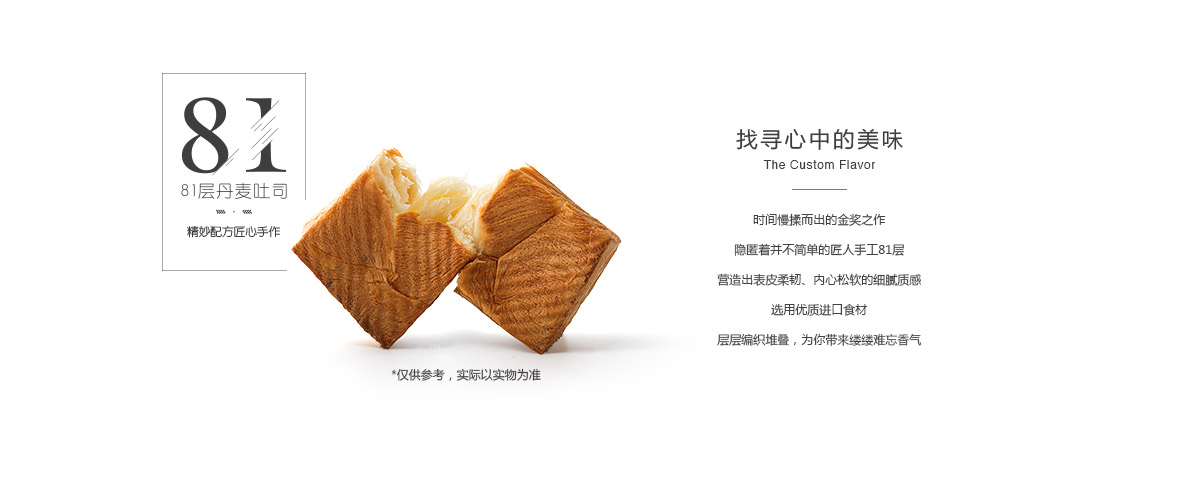 81
81层丹麦吐司
精妙配方匠心手作
*仅供参考，实际以实物为准
找寻心中的美味
The Custom Flavor
时间慢揉而出的金奖之作
隐匿着并不简单的匠人手工81层
营造出表皮柔韧、内心松软的细腻质感
选用优质进口食材
层层编织堆叠，为你带来缕缕难忘香气